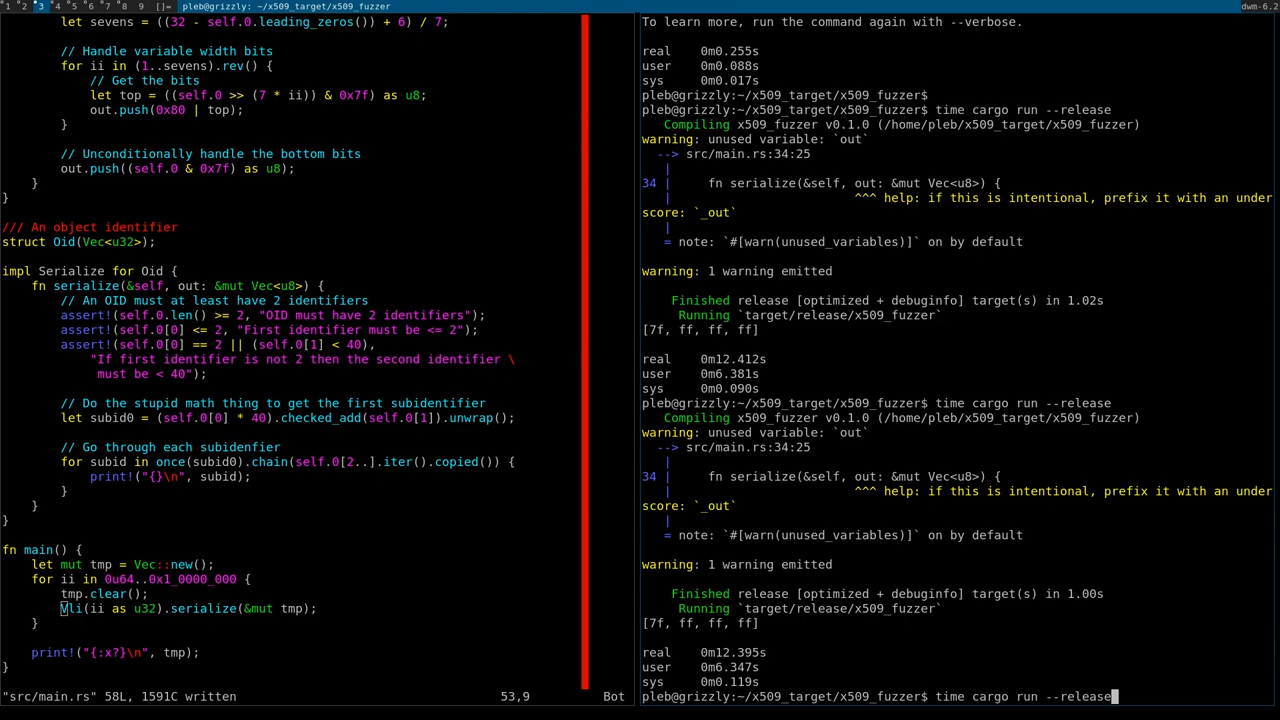 1 2 3 4 5 6 7 8 9 []= pleb@grizzly: ~/x509_target/x509_fuzzer dwm-6.2
        let sevens = ((32 - self.0.leading_zeros()) + 6) / 7;

        // Handle variable width bits
        for ii in (1..sevens).rev() {
            // Get the bits
            let top = ((self.0 >> (7 * ii)) & 0x7f) as u8;
            out.push(0x80 | top);
        }

        // Unconditionally handle the bottom bits
        out.push((self.0 & 0x7f) as u8);
    }
}

/// An object identifier
struct Oid(Vec<u32>);

impl Serialize for Oid {
    fn serialize(&self, out: &mut Vec<u8>) {
        // An OID must at least have 2 identifiers
        assert!(self.0.len() >= 2, "OID must have 2 identifiers");
        assert!(self.0[0] <= 2, "First identifier must be <= 2");
        assert!(self.0[0] == 2 || (self.0[1] < 40),
            "If first identifier is not 2 then the second identifier \
             must be < 40");

        // Do the stupid math thing to get the first subidentifier
        let subid0 = (self.0[0] * 40).checked_add(self.0[1]).unwrap();

        // Go through each subidenfier
        for subid in once(subid0).chain(self.0[2..].iter().copied()) {
            print!("{}\n", subid);
        }
    }
}

fn main() {
    let mut tmp = Vec::new();
    for ii in 0u64..0x1_0000_000 {
        tmp.clear();
        Vli(ii as u32).serialize(&mut tmp);
    }

    print!("{:x?}\n", tmp);
}
"src/main.rs" 58L, 1591C written 53,9 Bot
To learn more, run the command again with --verbose.

real    0m0.255s
user    0m0.088s
sys     0m0.017s
pleb@grizzly:~/x509_target/x509_fuzzer$
pleb@grizzly:~/x509_target/x509_fuzzer$ time cargo run --release
   Compiling x509_fuzzer v0.1.0 (/home/pleb/x509_target/x509_fuzzer)
warning: unused variable: `out`
  --> src/main.rs:34:25
   |
34 |     fn serialize(&self, out: &mut Vec<u8>) {
   |                         ^^^ help: if this is intentional, prefix it with an under
score: `_out`
   |
   = note: `#[warn(unused_variables)]` on by default

warning: 1 warning emitted

    Finished release [optimized + debuginfo] target(s) in 1.02s
     Running `target/release/x509_fuzzer`
[7f, ff, ff, ff]

real    0m12.412s
user    0m6.381s
sys     0m0.090s
pleb@grizzly:~/x509_target/x509_fuzzer$ time cargo run --release
   Compiling x509_fuzzer v0.1.0 (/home/pleb/x509_target/x509_fuzzer)
warning: unused variable: `out`
  --> src/main.rs:34:25
   |
34 |     fn serialize(&self, out: &mut Vec<u8>) {
   |                         ^^^ help: if this is intentional, prefix it with an under
score: `_out`
   |
   = note: `#[warn(unused_variables)]` on by default

warning: 1 warning emitted

    Finished release [optimized + debuginfo] target(s) in 1.00s
     Running `target/release/x509_fuzzer`
[7f, ff, ff, ff]

real    0m12.395s
user    0m6.347s
sys     0m0.119s
pleb@grizzly:~/x509_target/x509_fuzzer$ time cargo run --release